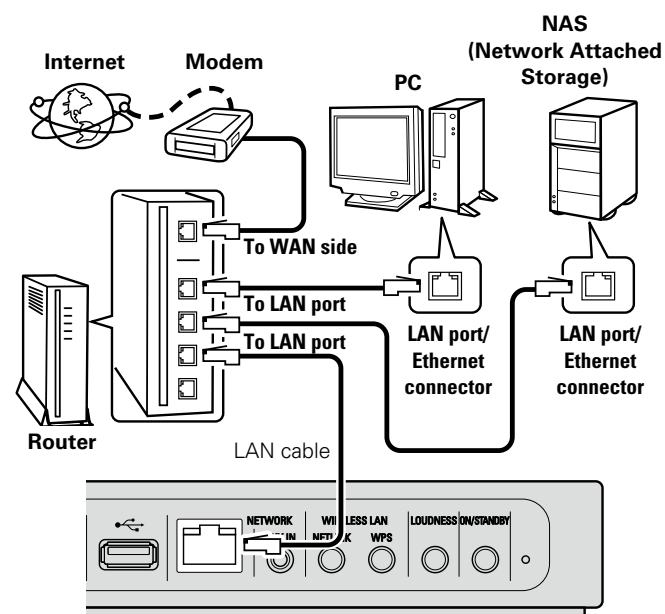 NAS
(Network Attached
Storage)
Internet
Modem
PC
To WAN side
To LAN port
To LAN port
LAN port/
Ethernet
connector
LAN port/
Ethernet
connector
Router
LAN cable
NETWORK
WIRELESS LAN
LOUDNESS
ON/STANDBY
WPS